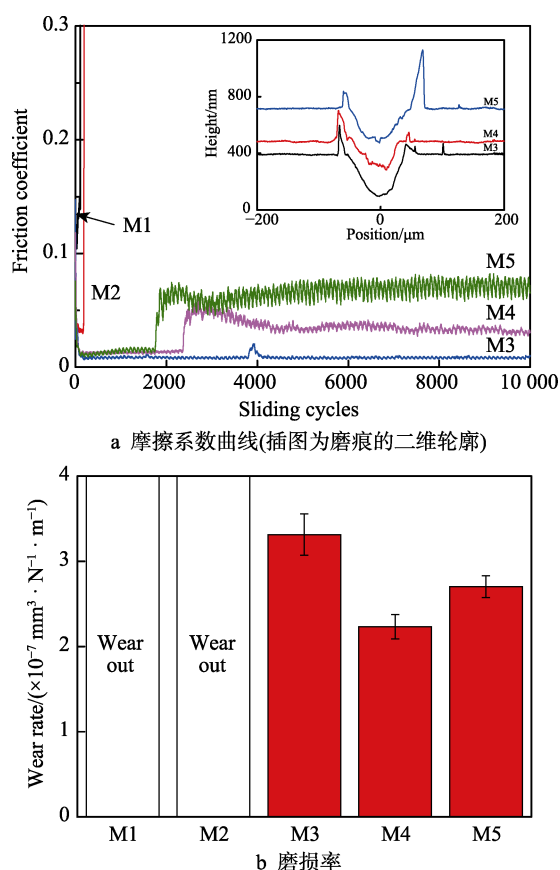 0.3
0.2
0.1
0
Friction coefficient
M1
M2
1200
800
400
0
Height/nm
M5
M4
M3
−200
−100
0
100
200
Position/μm
M5
M4
M3
0
2000
4000
6000
8000
10 000
Sliding cycles
a 摩擦系数曲线(插图为磨痕的二维轮廓)
4
3
2
1
0
Wear rate/(×10⁻⁷ mm³ · N⁻¹ · m⁻¹)
Wear
out
Wear
out
M1
M2
M3
M4
M5
b 磨损率